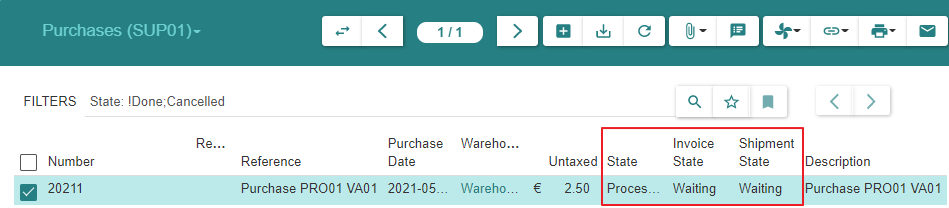 Purchases (SUP01)
1 / 1
FILTERS State: !Done;Cancelled
Number Re... Reference Purchase Date Wareho... Untaxed State Invoice State Shipment State Description
20211 Purchase PRO01 VA01 2021-05... Wareho... € 2.50 Proces... Waiting Waiting Purchase PRO01 VA01